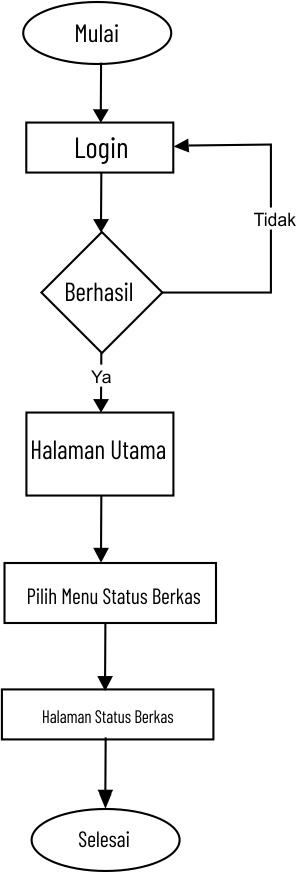 Mulai
Login
Tidak
Berhasil
Ya
Halaman Utama
Pilih Menu Status Berkas
Halaman Status Berkas
Selesai